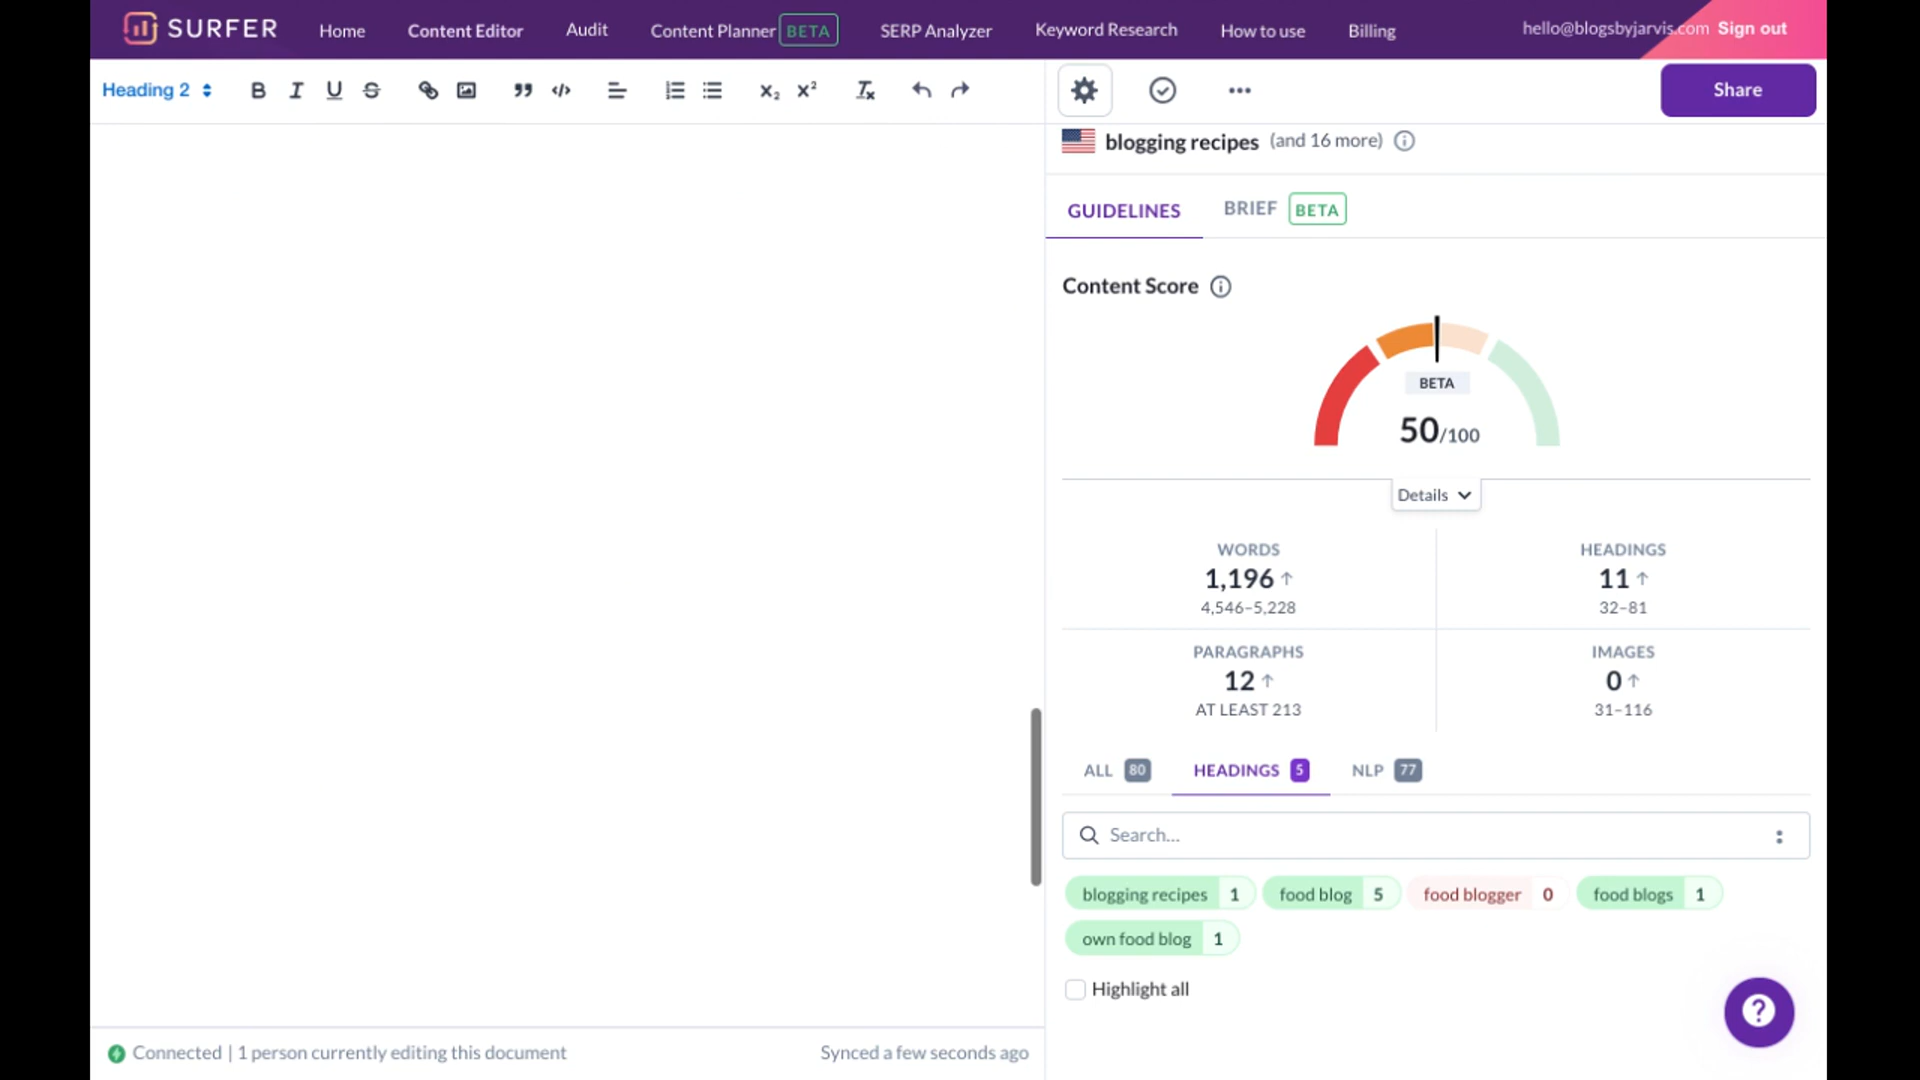 SURFER Home Content Editor Audit Content Planner BETA SERP Analyzer Keyword Research How to use Billing hello@blogsbyjarvis.com Sign out
Heading 2 B I U S x₂ x² Tx Share
blogging recipes (and 16 more)
GUIDELINES BRIEF BETA
Content Score
BETA
50/100
Details
WORDS HEADINGS
1,196 ↑ 11 ↑
4,546–5,228 32–81
PARAGRAPHS IMAGES
12 ↑ 0 ↑
AT LEAST 213 31–116
ALL 80 HEADINGS 5 NLP 77
Search...
blogging recipes 1 food blog 5 food blogger 0 food blogs 1
own food blog 1
Highlight all
Connected | 1 person currently editing this document Synced a few seconds ago